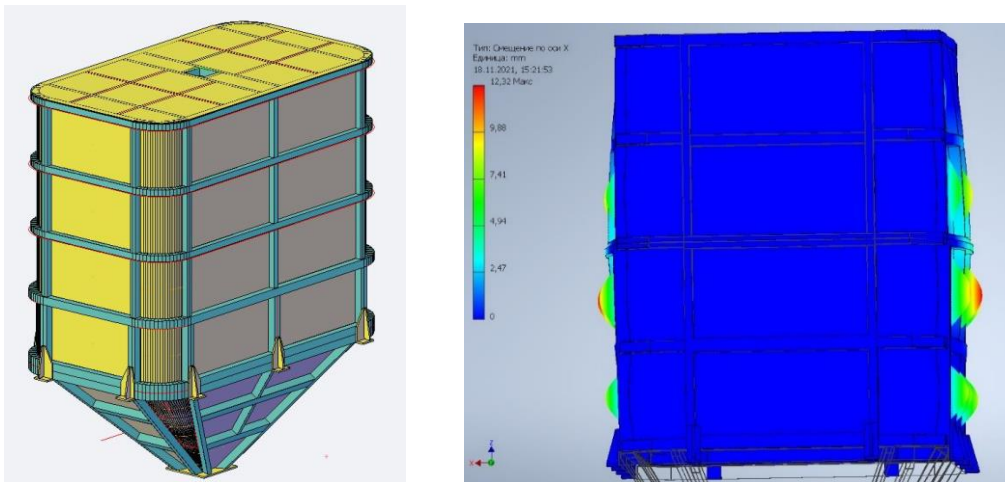 Тип: Смещение по оси X
Единица: mm
18.11.2021, 15:21:53
12,32 Макс
9,88
7,41
4,94
2,47
0
Z
X